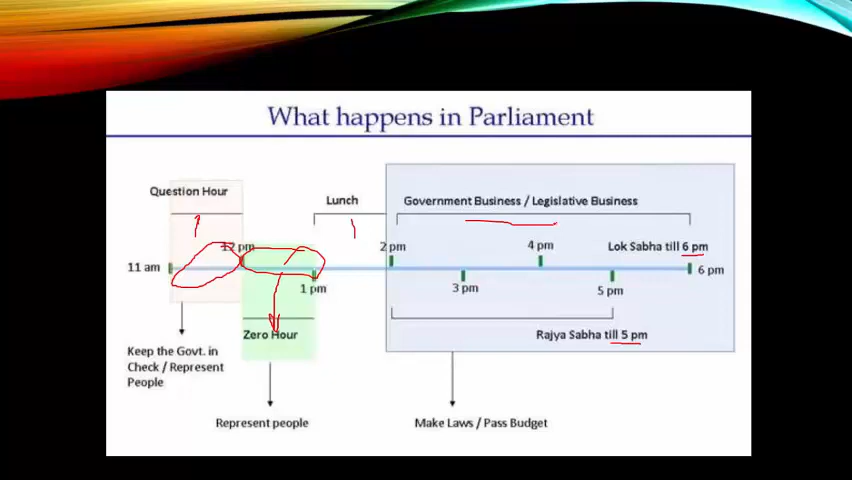 What happens in Parliament
Question Hour
Lunch
Government Business / Legislative Business
12 pm
2 pm
4 pm
Lok Sabha till 6 pm
11 am
6 pm
1 pm
3 pm
5 pm
Zero Hour
Rajya Sabha till 5 pm
Keep the Govt. in
Check / Represent
People
Represent people
Make Laws / Pass Budget